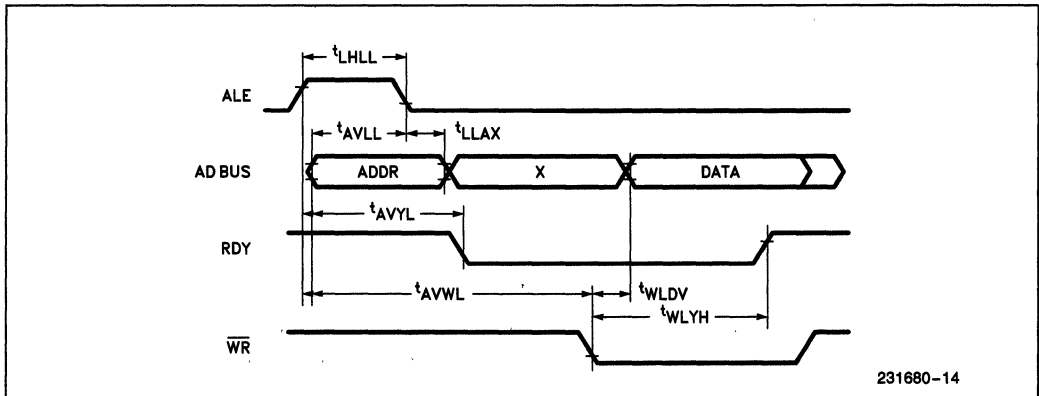 tLHLL
ALE
tAVLL
tLLAX
AD BUS
ADDR
X
DATA
tAVYL
RDY
tAVWL
tWLDV
tWLYH
WR
231680-14